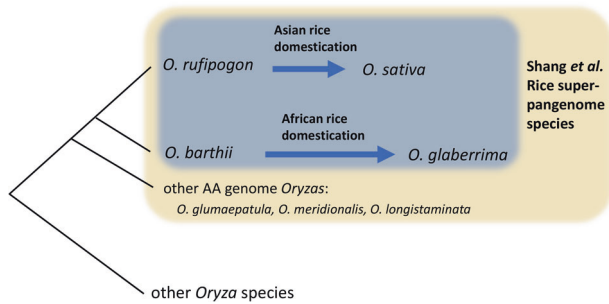 Asian rice
domestication
O. rufipogon
O. sativa
Shang et al.
Rice super-
pangenome
species
African rice
domestication
O. barthii
O. glaberrima
other AA genome Oryzas:
O. glumaepatula, O. meridionalis, O. longistaminata
other Oryza species